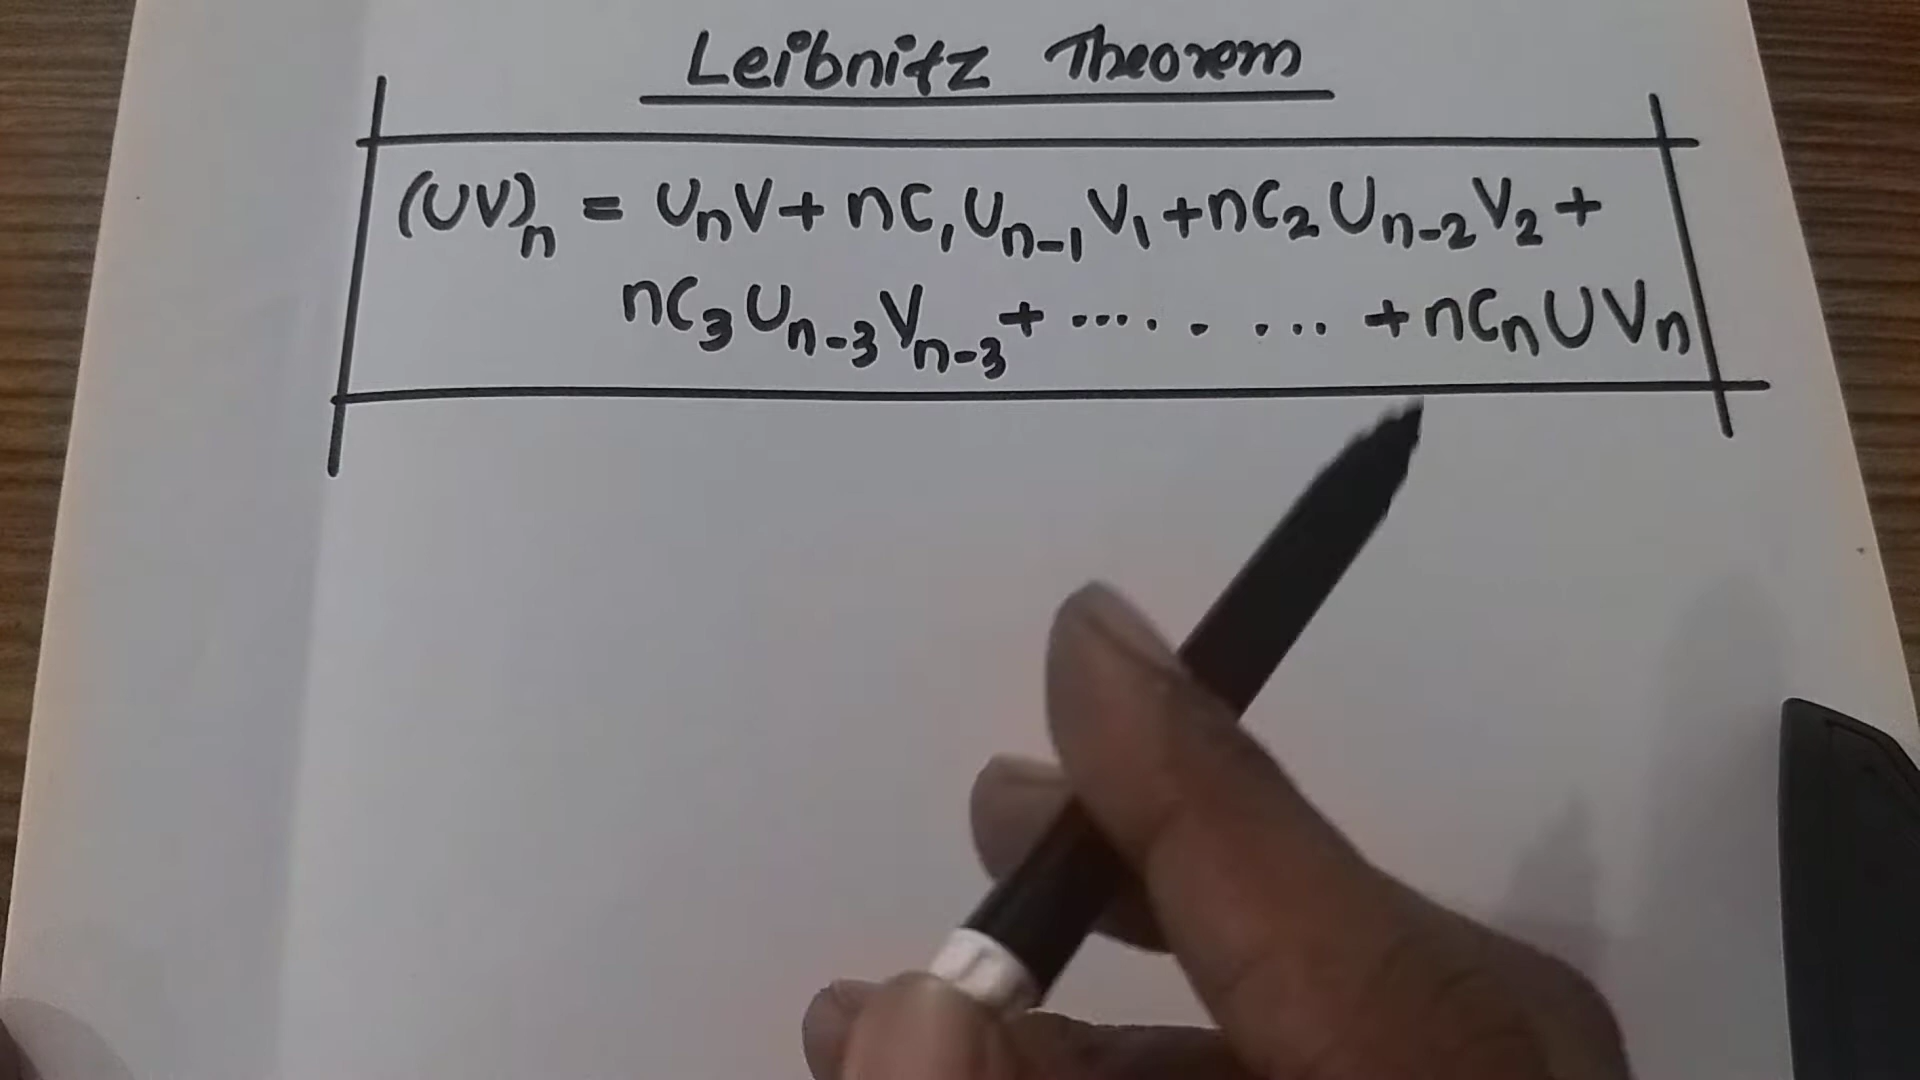 Leibnitz Theorem
(UV)ₙ = UₙV + nC₁Uₙ₋₁V₁ + nC₂Uₙ₋₂V₂ +
nC₃Uₙ₋₃Vₙ₋₃ + ........... + nCₙUVₙ